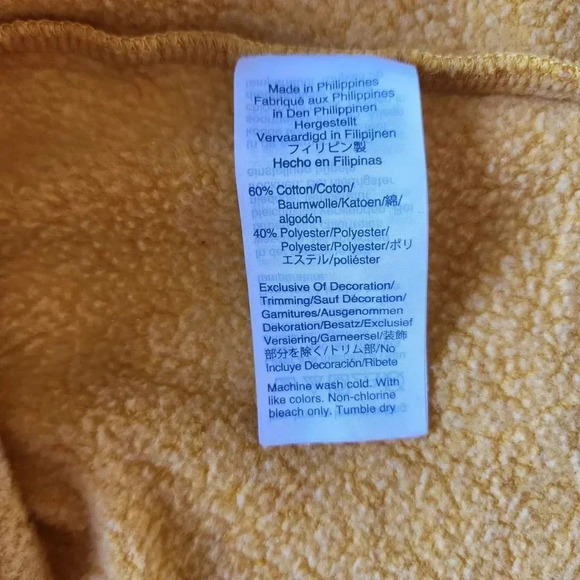 Made in Philippines
Fabriqué aux Philippines
in Den Philippinen
Hergestellt
Vervaardigd in Filipijnen
フィリピン製
Hecho en Filipinas
60% Cotton/Coton/
Baumwolle/Katoen/綿/
algodón
40% Polyester/Polyester/
Polyester/Polyester/ポリ
エステル/poliéster
Exclusive Of Decoration/
Trimming/Sauf Décoration/
Garnitures/Ausgenommen
Dekoration/Besatz/Exclusief
Versiering/Garneersel/装飾
部分を除く/トリム部/No
Incluye Decoración/Ribete
Machine wash cold. With
like colors. Non-chlorine
bleach only. Tumble dry